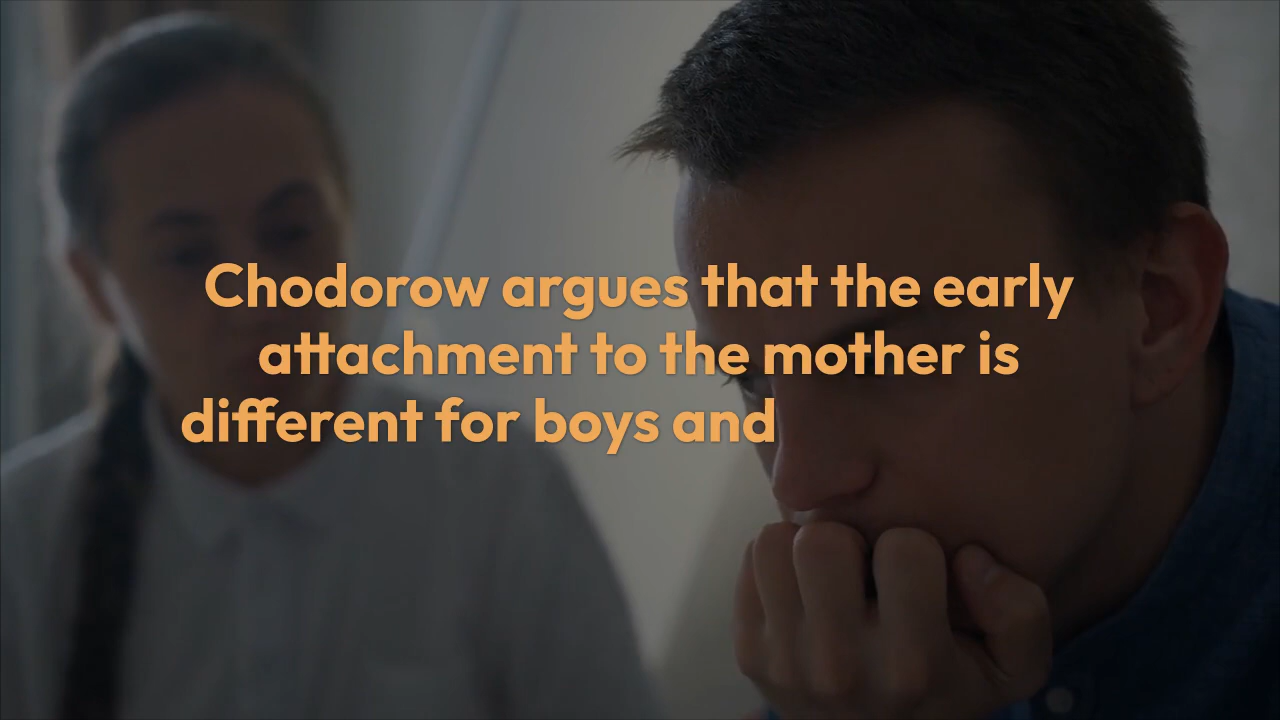 Chodorow argues that the early
attachment to the mother is
different for boys and